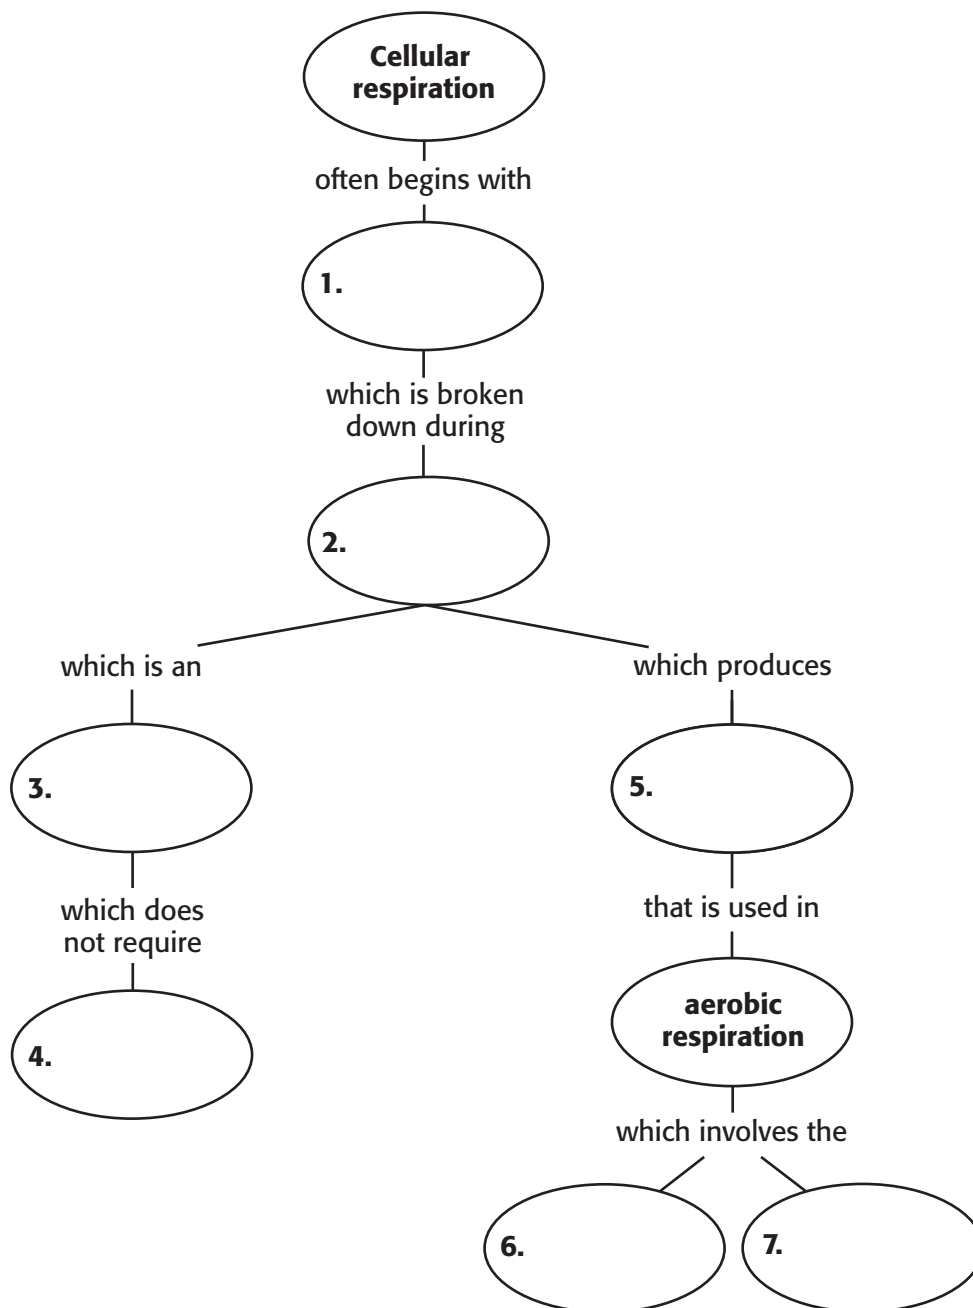 Cellular
respiration
often begins with
1.
which is broken
down during
2.
which is an
3.
which does
not require
4.
which produces
5.
that is used in
aerobic
respiration
which involves the
6.
7.